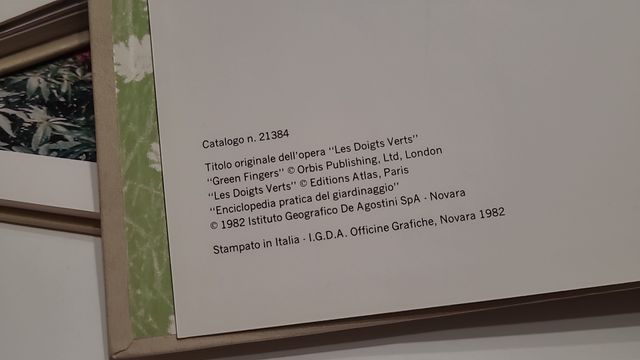 Catalogo n. 21384
Titolo originale dell'opera "Les Doigts Verts"
"Green Fingers" © Orbis Publishing, Ltd, London
"Les Doigts Verts" © Editions Atlas, Paris
"Enciclopedia pratica del giardinaggio"
© 1982 Istituto Geografico De Agostini SpA - Novara
Stampato in Italia - I.G.D.A. Officine Grafiche, Novara 1982